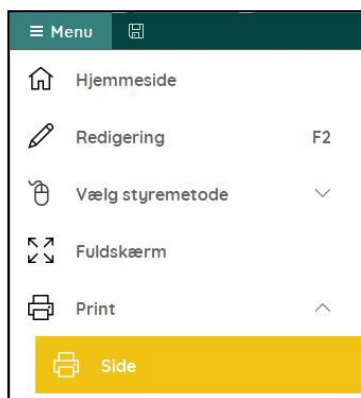 Menu
Hjemmeside
Redigering F2
Vælg styremetode
Fuldskærm
Print
Side